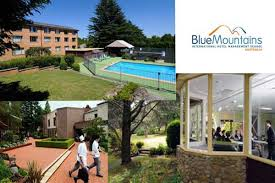 BlueMountains
INTERNATIONAL HOTEL MANAGEMENT SCHOOL
AUSTRALIA